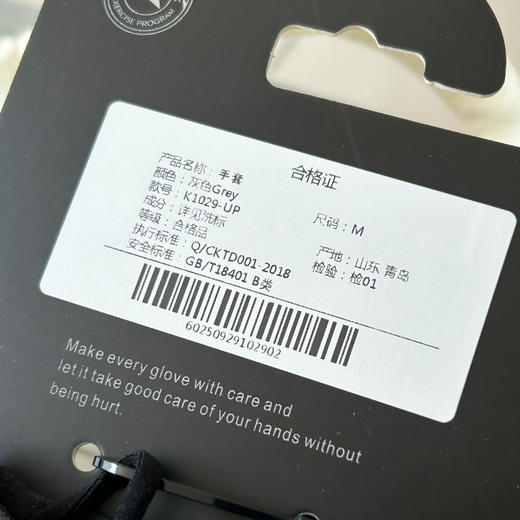 EXERCISE PROGRAM
合格证
产品名称：手套
颜色：灰色Grey
款号：K1029-UP
尺码：M
成分：详见洗标
等级：合格品
产地：山东 青岛
执行标准：Q/CKTD001-2018
检验：检01
安全标准：GB/T18401 B类
60250929102902
Make every glove with care and
let it take good care of your hands without
being hurt.